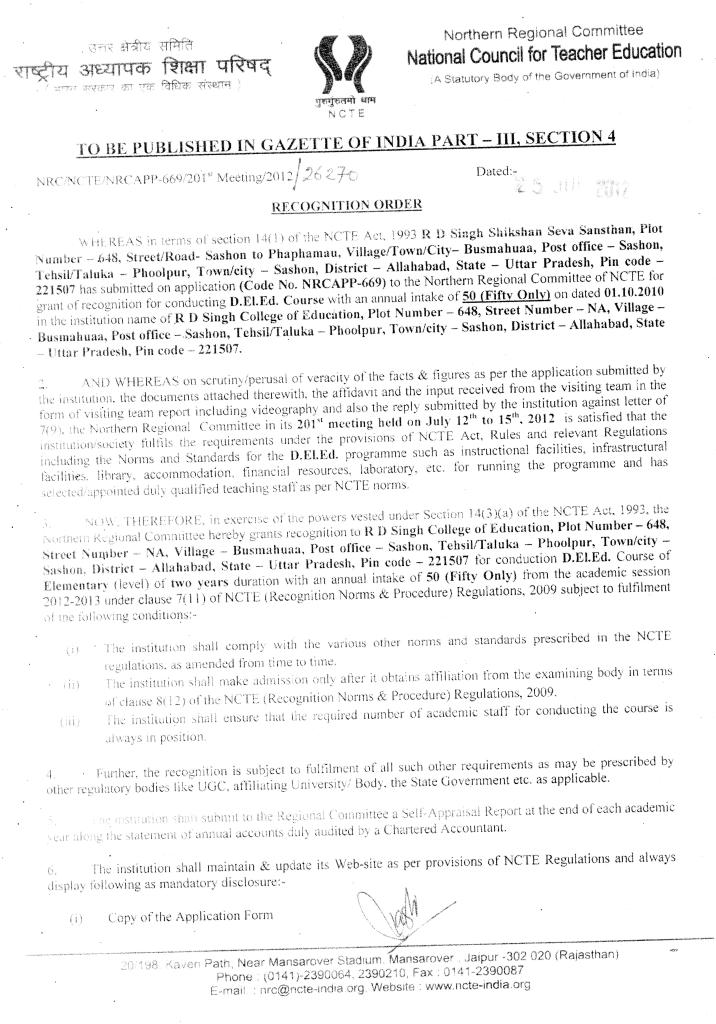 उत्तर क्षेत्रीय समिति
राष्ट्रीय अध्यापक शिक्षा परिषद्
(भारत सरकार का एक विधिक संस्थान)
गुरुगुरुतमो धाम
NCTE
Northern Regional Committee
National Council for Teacher Education
(A Statutory Body of the Government of India)
TO BE PUBLISHED IN GAZETTE OF INDIA PART – III, SECTION 4
NRC/NCTE/NRCAPP-669/201st Meeting/2012/26270
Dated:-
RECOGNITION ORDER
WHEREAS in terms of section 14(1) of the NCTE Act, 1993 R D Singh Shikshan Seva Sansthan, Plot
Number – 648, Street/Road- Sashon to Phaphamau, Village/Town/City– Busmahuaa, Post office – Sashon,
Tehsil/Taluka – Phoolpur, Town/city – Sashon, District – Allahabad, State – Uttar Pradesh, Pin code –
221507 has submitted on application (Code No. NRCAPP-669) to the Northern Regional Committee of NCTE for
grant of recognition for conducting D.El.Ed. Course with an annual intake of 50 (Fifty Only) on dated 01.10.2010
in the institution name of R D Singh College of Education, Plot Number – 648, Street Number – NA, Village –
Busmahuaa, Post office – Sashon, Tehsil/Taluka – Phoolpur, Town/city – Sashon, District – Allahabad, State
– Uttar Pradesh, Pin code – 221507.
2. AND WHEREAS on scrutiny/perusal of veracity of the facts & figures as per the application submitted by
the institution, the documents attached therewith, the affidavit and the input received from the visiting team in the
form of visiting team report including videography and also the reply submitted by the institution against letter of
7(9), the Northern Regional Committee in its 201st meeting held on July 12th to 15th, 2012 is satisfied that the
institution/society fulfils the requirements under the provisions of NCTE Act, Rules and relevant Regulations
including the Norms and Standards for the D.El.Ed. programme such as instructional facilities, infrastructural
facilities, library, accommodation, financial resources, laboratory, etc. for running the programme and has
selected/appointed duly qualified teaching staff as per NCTE norms.
3. NOW, THEREFORE, in exercise of the powers vested under Section 14(3)(a) of the NCTE Act, 1993, the
Northern Regional Committee hereby grants recognition to R D Singh College of Education, Plot Number – 648,
Street Number – NA, Village – Busmahuaa, Post office – Sashon, Tehsil/Taluka – Phoolpur, Town/city –
Sashon, District – Allahabad, State – Uttar Pradesh, Pin code – 221507 for conduction D.El.Ed. Course of
Elementary (level) of two years duration with an annual intake of 50 (Fifty Only) from the academic session
2012-2013 under clause 7(11) of NCTE (Recognition Norms & Procedure) Regulations, 2009 subject to fulfilment
of the following conditions:-
(i) The institution shall comply with the various other norms and standards prescribed in the NCTE
regulations, as amended from time to time.
(ii) The institution shall make admission only after it obtains affiliation from the examining body in terms
of clause 8(12) of the NCTE (Recognition Norms & Procedure) Regulations, 2009.
(iii) The institution shall ensure that the required number of academic staff for conducting the course is
always in position.
4. Further, the recognition is subject to fulfilment of all such other requirements as may be prescribed by
other regulatory bodies like UGC, affiliating University/ Body, the State Government etc. as applicable.
5. The institution shall submit to the Regional Committee a Self-Appraisal Report at the end of each academic
year along the statement of annual accounts duly audited by a Chartered Accountant.
6. The institution shall maintain & update its Web-site as per provisions of NCTE Regulations and always
display following as mandatory disclosure:-
(i) Copy of the Application Form
20/198, Kaveri Path, Near Mansarover Stadium, Mansarover, Jaipur -302 020 (Rajasthan)
Phone : (0141)-2390064, 2390210, Fax : 0141-2390087
E-mail : nrc@ncte-india.org, Website : www.ncte-india.org